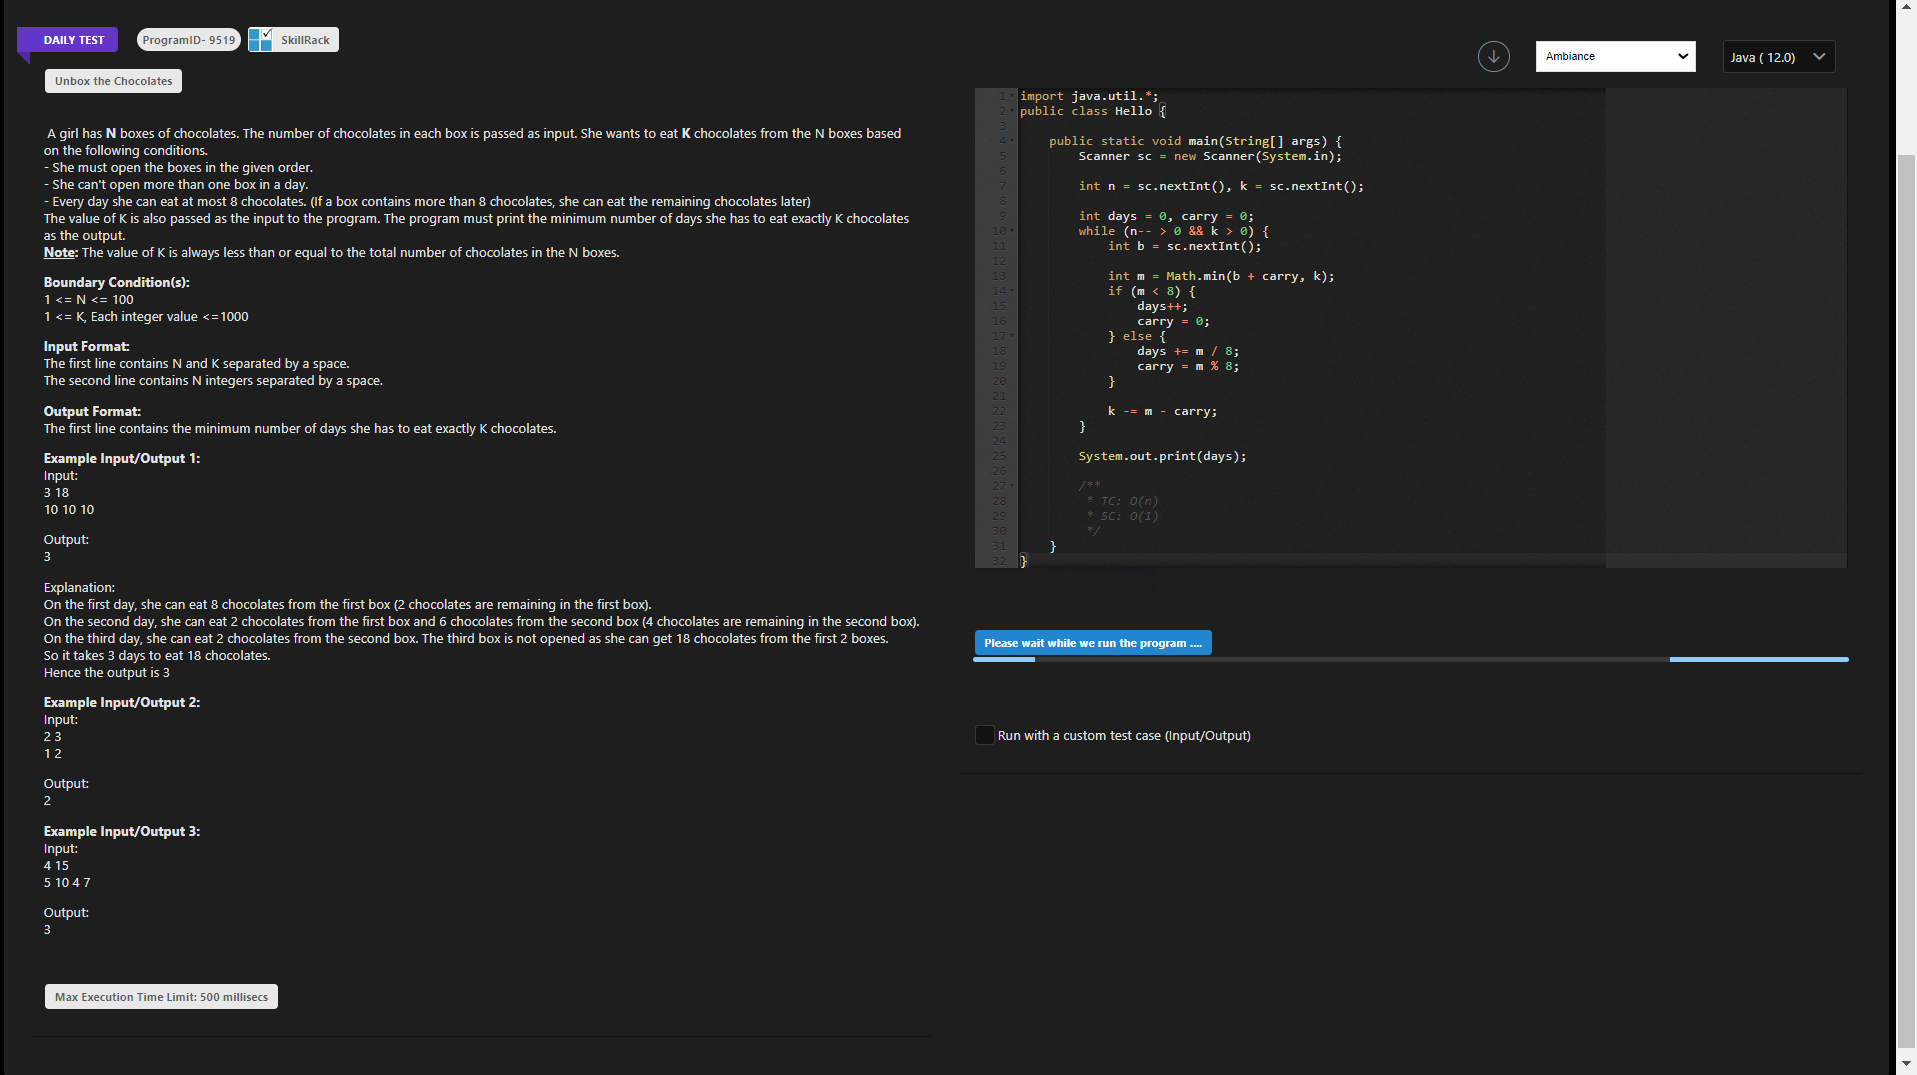 DAILY TEST
ProgramID- 9519
SkillRack
Unbox the Chocolates
A girl has N boxes of chocolates. The number of chocolates in each box is passed as input. She wants to eat K chocolates from the N boxes based
on the following conditions.
- She must open the boxes in the given order.
- She can't open more than one box in a day.
- Every day she can eat at most 8 chocolates. (If a box contains more than 8 chocolates, she can eat the remaining chocolates later)
The value of K is also passed as the input to the program. The program must print the minimum number of days she has to eat exactly K chocolates
as the output.
Note: The value of K is always less than or equal to the total number of chocolates in the N boxes.
Boundary Condition(s):
1 <= N <= 100
1 <= K, Each integer value <=1000
Input Format:
The first line contains N and K separated by a space.
The second line contains N integers separated by a space.
Output Format:
The first line contains the minimum number of days she has to eat exactly K chocolates.
Example Input/Output 1:
Input:
3 18
10 10 10
Output:
3
Explanation:
On the first day, she can eat 8 chocolates from the first box (2 chocolates are remaining in the first box).
On the second day, she can eat 2 chocolates from the first box and 6 chocolates from the second box (4 chocolates are remaining in the second box).
On the third day, she can eat 2 chocolates from the second box. The third box is not opened as she can get 18 chocolates from the first 2 boxes.
So it takes 3 days to eat 18 chocolates.
Hence the output is 3
Example Input/Output 2:
Input:
2 3
1 2
Output:
2
Example Input/Output 3:
Input:
4 15
5 10 4 7
Output:
3
Max Execution Time Limit: 500 millisecs
Ambiance
Java ( 12.0)
1 import java.util.*;
2 public class Hello {
3
4 public static void main(String[] args) {
5 Scanner sc = new Scanner(System.in);
6
7 int n = sc.nextInt(), k = sc.nextInt();
8
9 int days = 0, carry = 0;
10 while (n-- > 0 && k > 0) {
11 int b = sc.nextInt();
12
13 int m = Math.min(b + carry, k);
14 if (m < 8) {
15 days++;
16 carry = 0;
17 } else {
18 days += m / 8;
19 carry = m % 8;
20 }
21
22 k -= m - carry;
23 }
24
25 System.out.print(days);
26
27 /**
28 * TC: O(n)
29 * SC: O(1)
30 */
31 }
32 }
Please wait while we run the program ....
Run with a custom test case (Input/Output)